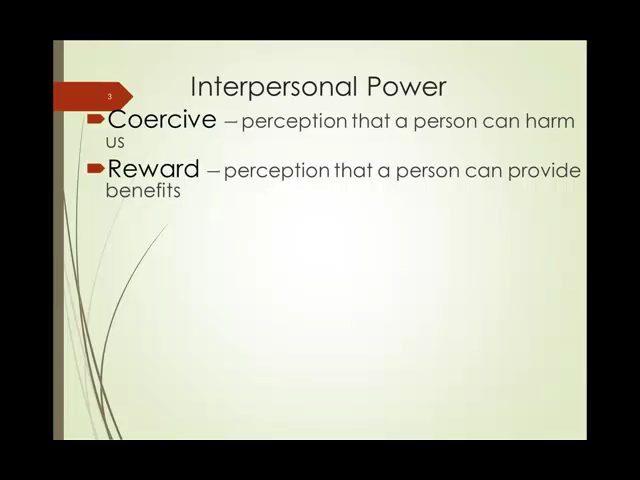 3
Interpersonal Power
Coercive – perception that a person can harm
us
Reward – perception that a person can provide
benefits